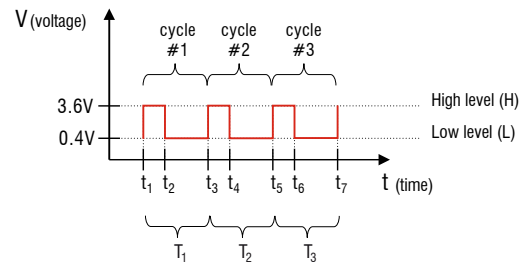 V (voltage)
cycle #1
cycle #2
cycle #3
3.6V
High level (H)
0.4V
Low level (L)
t1 t2 t3 t4 t5 t6 t7 t (time)
T1 T2 T3